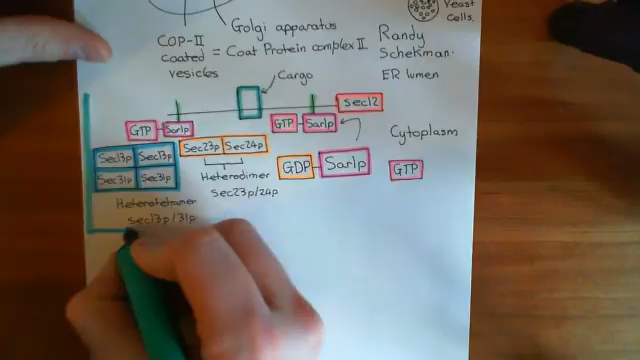 Golgi apparatus
Yeast
cells.
COP-II
coated
vesicles
= Coat Protein complex II
Randy
Schekman.
Cargo
ER lumen
Sec12
GTP
Sar1p
GTP
Sar1p
Cytoplasm
Sec13p
Sec13p
Sec31p
Sec31p
Sec23p
Sec24p
GDP
Sar1p
GTP
Heterodimer
Sec23p/24p
Heterotetramer
Sec13p/31p